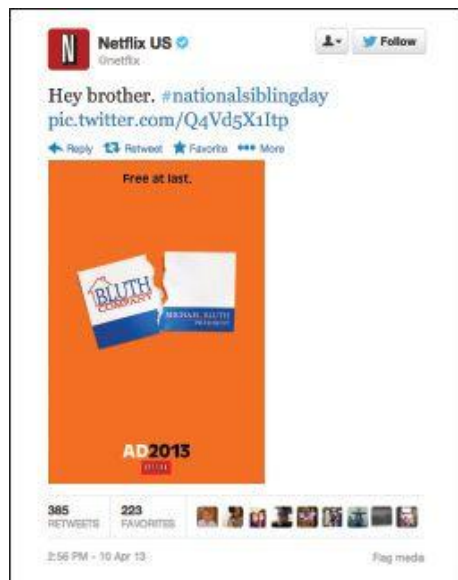 N
Netflix US
@netflix
Follow
Hey brother. #nationalsiblingday
pic.twitter.com/Q4Vd5X1Itp
Reply Retweet Favorite More
Free at last.
BLUTH
COMPANY
MICHAEL BLUTH
PRESIDENT
AD2013
NETFLIX
385 223
RETWEETS FAVORITES
2:56 PM - 10 Apr 13 Flag media